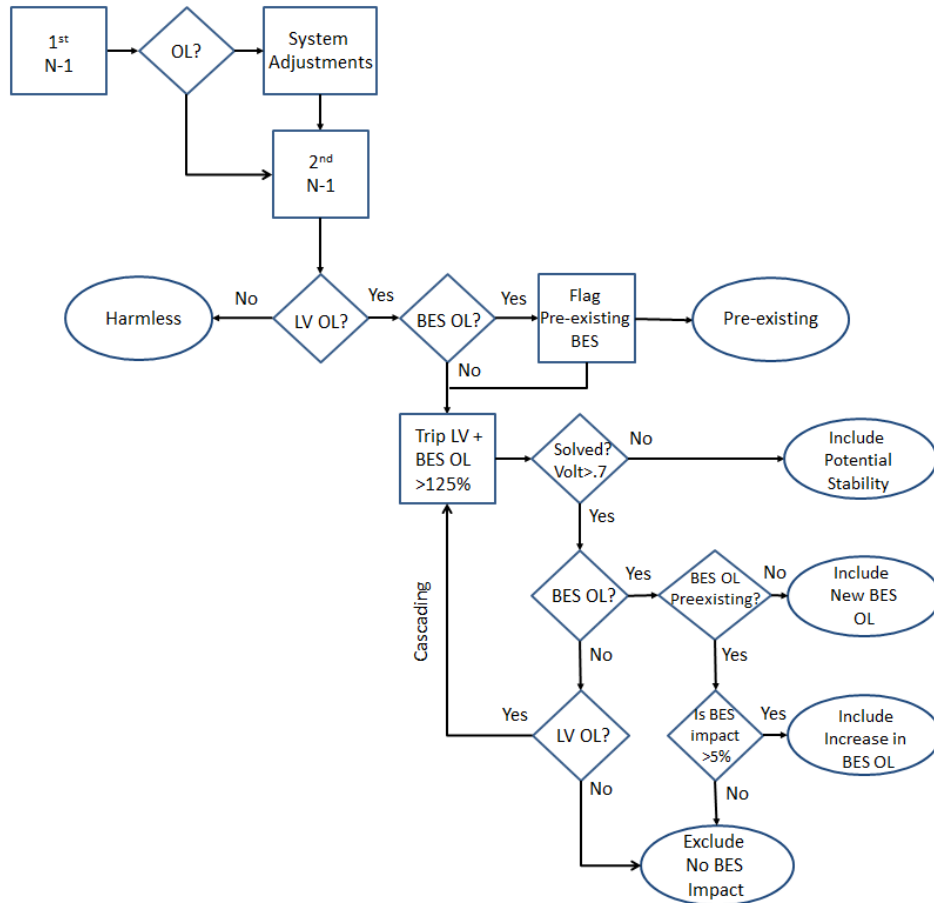 1st
N-1
OL?
System
Adjustments
2nd
N-1
Harmless
No
LV OL?
Yes
BES OL?
Yes
Flag
Pre-existing
BES
Pre-existing
No
Trip LV +
BES OL
>125%
Solved?
Volt>.7
No
Include
Potential
Stability
Yes
Cascading
BES OL?
Yes
BES OL
Preexisting?
No
Include
New BES
OL
No
Yes
Yes
LV OL?
Is BES
impact
>5%
Yes
Include
Increase in
BES OL
No
No
Exclude
No BES
Impact